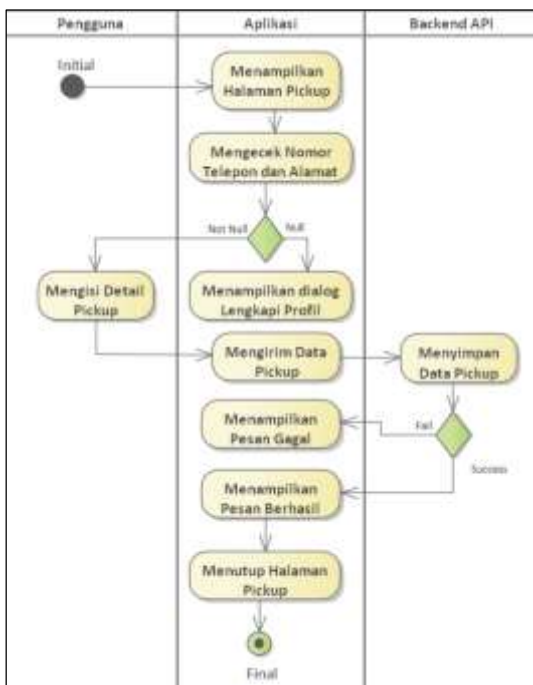 Pengguna
Aplikasi
Backend API
Initial
Menampilkan
Halaman Pickup
Mengecek Nomor
Telepon dan Alamat
Not Null
Null
Mengisi Detail
Pickup
Menampilkan dialog
Lengkapi Profil
Mengirim Data
Pickup
Menyimpan
Data Pickup
Menampilkan
Pesan Gagal
Fail
Success
Menampilkan
Pesan Berhasil
Menutup Halaman
Pickup
Final